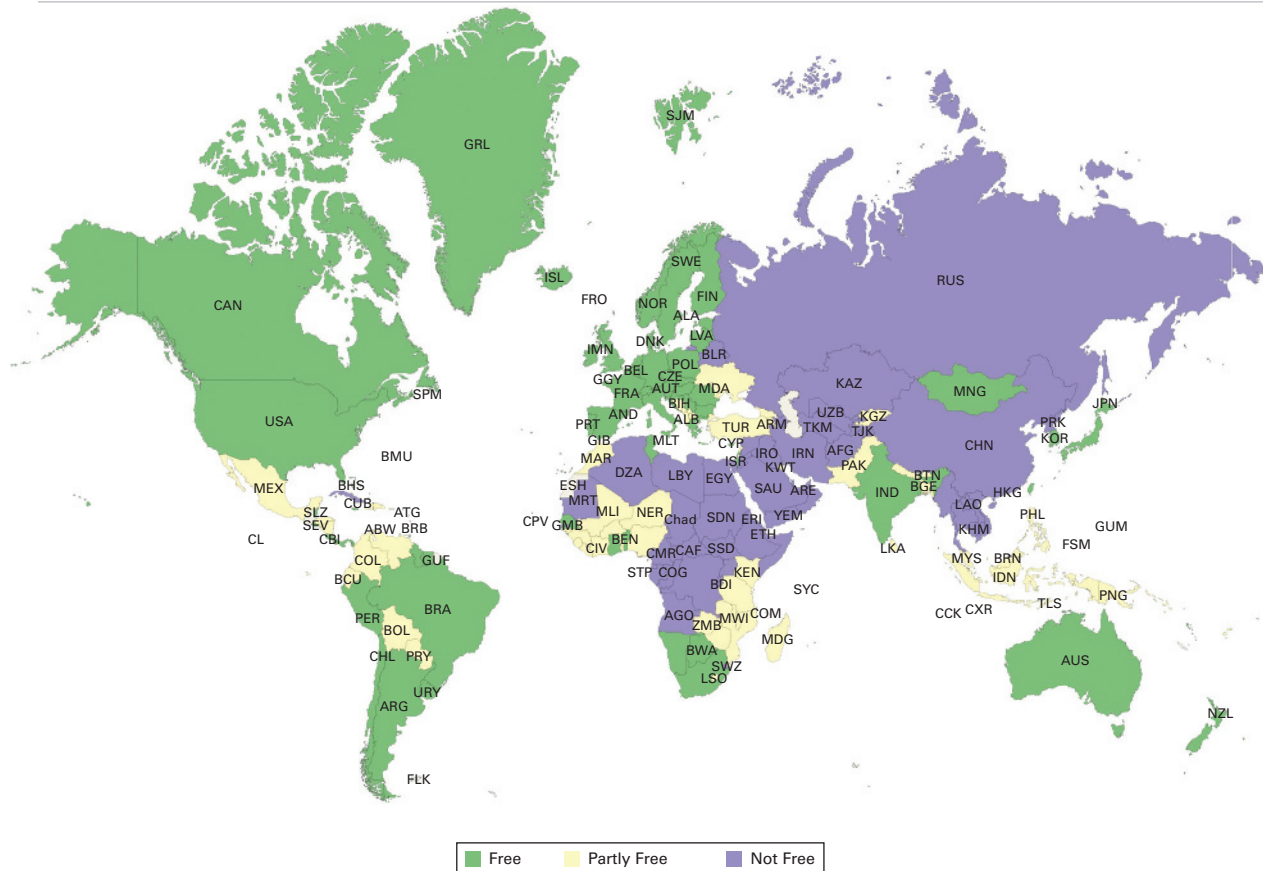 SJM
GRL
ISL
SWE
RUS
FRO
NOR
FIN
CAN
ALA
LVA
DNK
IMN
BLR
POL
BEL
CZE
GGY
AUT
MDA
KAZ
MNG
SPM
FRA
BIH
JPN
AND
ALB
UZB
KGZ
USA
PRT
TUR
ARM
TKM
TJK
PRK
GIB
MLT
CYP
KOR
CHN
BMU
MAR
ISR
IRO
IRN
AFG
DZA
LBY
EGY
KWT
PAK
BTN
MEX
BHS
ESH
SAU
ARE
IND
BGE
HKG
CUB
MRT
LAO
SLZ
ATG
MLI
NER
Chad
SDN
ERI
YEM
PHL
SEV
ABW
BRB
CPV
GMB
ETH
KHM
GUM
CL
CBI
CIV
BEN
CMR
CAF
SSD
LKA
FSM
COL
GUF
MYS
BRN
BCU
STP
COG
BDI
KEN
IDN
SYC
BRA
PNG
PER
AGO
COM
CCK
CXR
TLS
BOL
ZMB
MWI
MDG
CHL
PRY
BWA
SWZ
AUS
LSO
URY
ARG
NZL
FLK
Free
Partly Free
Not Free